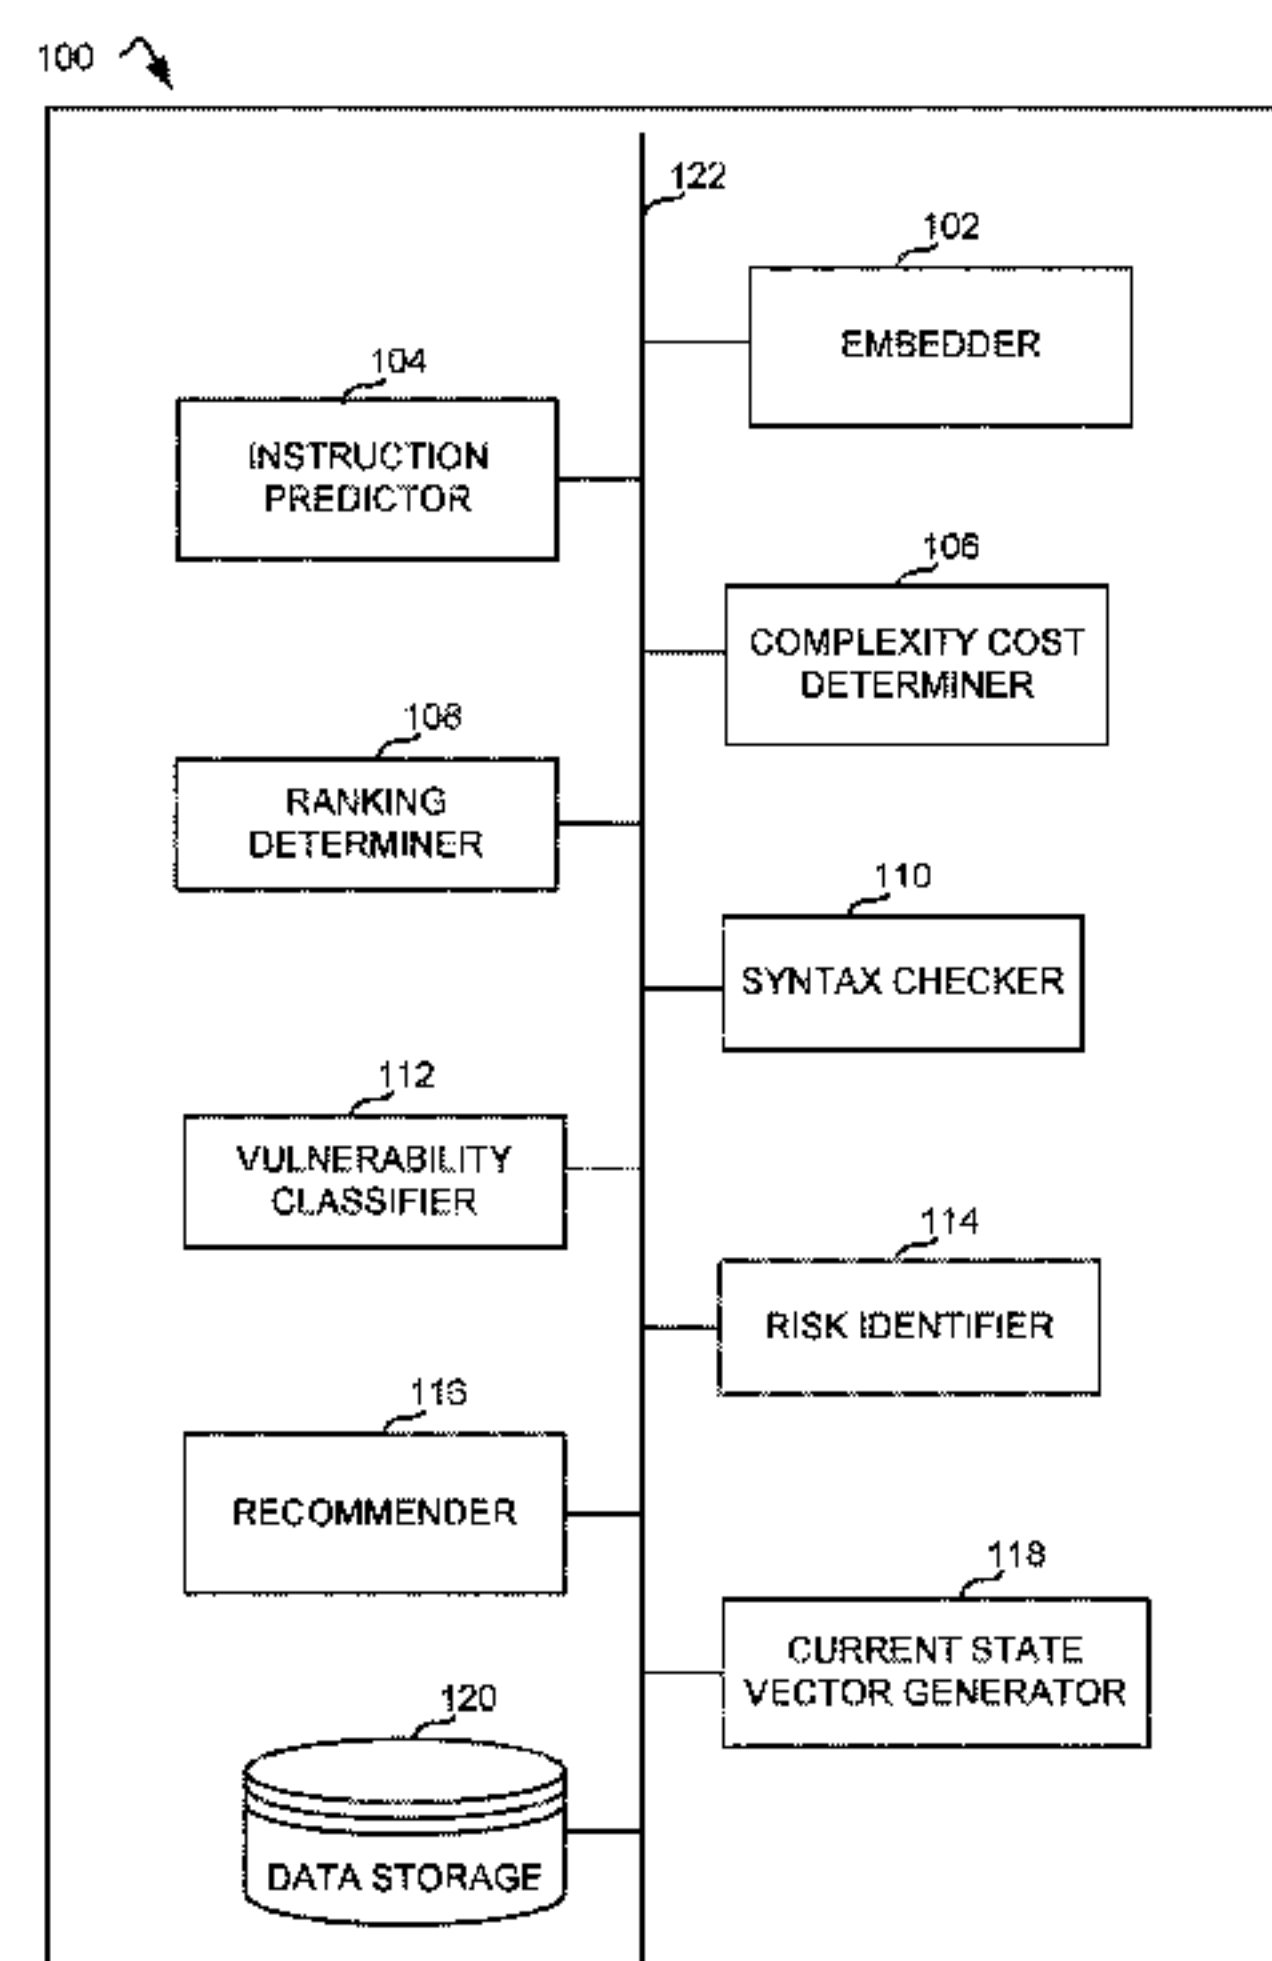 100
122
102
EMBEDDER
104
INSTRUCTION
PREDICTOR
106
COMPLEXITY COST
DETERMINER
108
RANKING
DETERMINER
110
SYNTAX CHECKER
112
VULNERABILITY
CLASSIFIER
114
RISK IDENTIFIER
116
RECOMMENDER
118
CURRENT STATE
VECTOR GENERATOR
120
DATA STORAGE